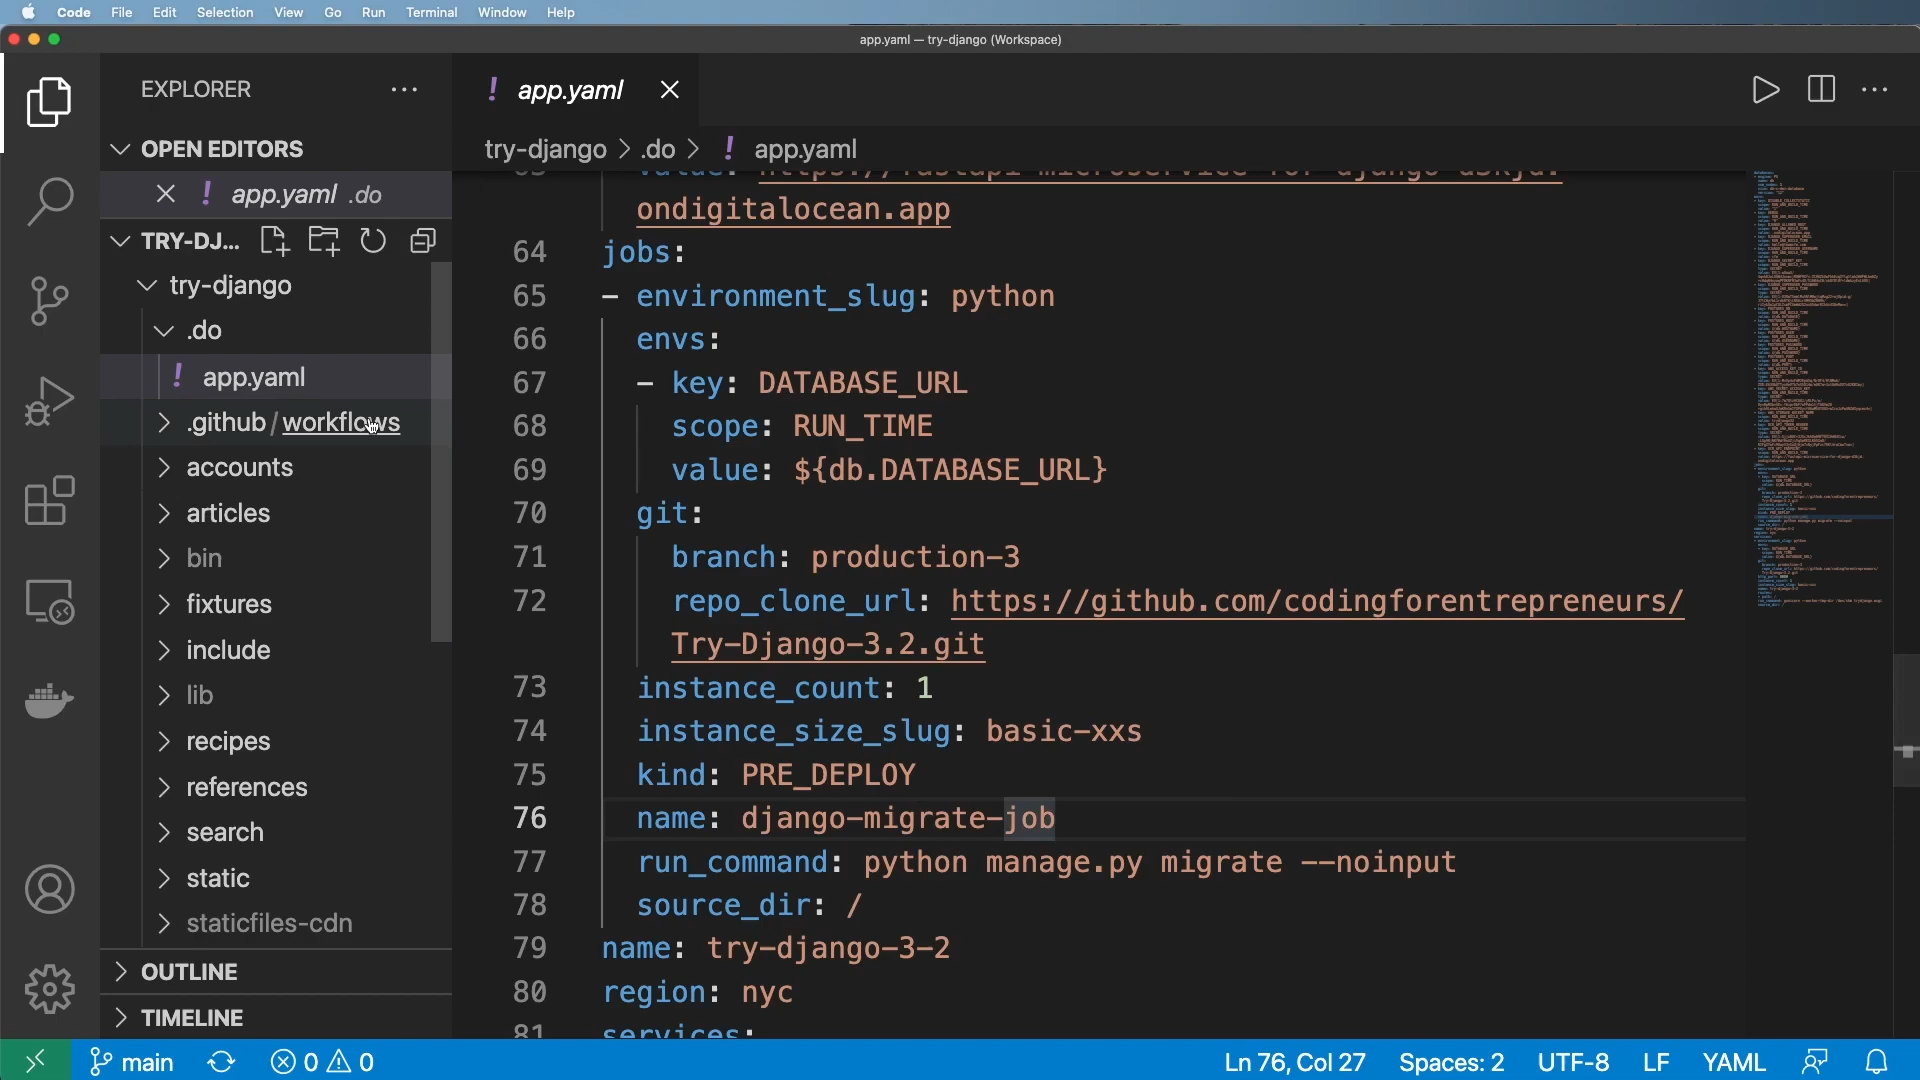 Code File Edit Selection View Go Run Terminal Window Help
app.yaml — try-django (Workspace)
EXPLORER
OPEN EDITORS
app.yaml .do
TRY-DJ...
try-django
.do
app.yaml
.github / workflows
accounts
articles
bin
fixtures
include
lib
recipes
references
search
static
staticfiles-cdn
OUTLINE
TIMELINE
! app.yaml
try-django > .do > ! app.yaml
ondigitalocean.app
64 jobs:
65 - environment_slug: python
66 envs:
67 - key: DATABASE_URL
68 scope: RUN_TIME
69 value: ${db.DATABASE_URL}
70 git:
71 branch: production-3
72 repo_clone_url: https://github.com/codingforentrepreneurs/
Try-Django-3.2.git
73 instance_count: 1
74 instance_size_slug: basic-xxs
75 kind: PRE_DEPLOY
76 name: django-migrate-job
77 run_command: python manage.py migrate --noinput
78 source_dir: /
79 name: try-django-3-2
80 region: nyc
81 services:
main 0 0 Ln 76, Col 27 Spaces: 2 UTF-8 LF YAML